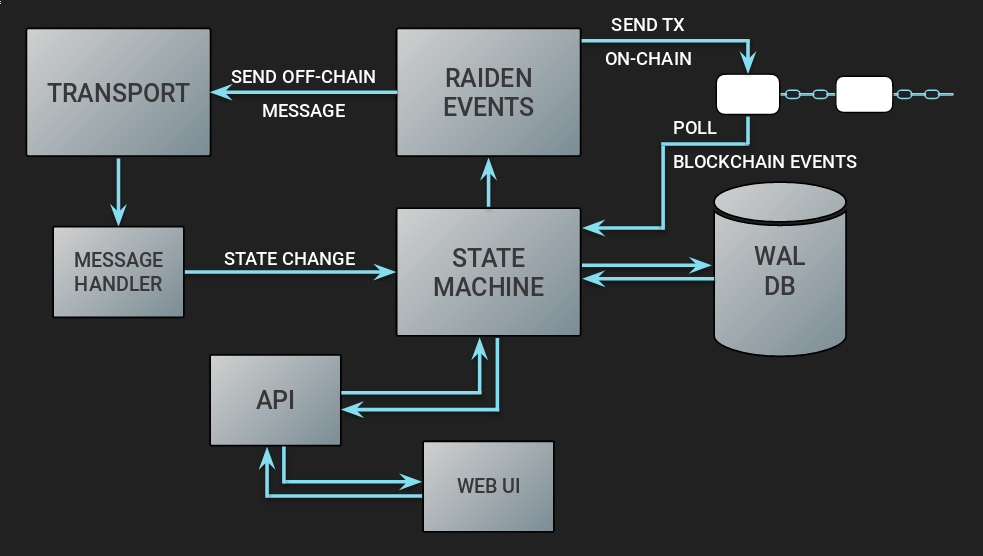 SEND TX
ON-CHAIN
TRANSPORT
SEND OFF-CHAIN
MESSAGE
RAIDEN
EVENTS
POLL
BLOCKCHAIN EVENTS
MESSAGE
HANDLER
STATE CHANGE
STATE
MACHINE
WAL
DB
API
WEB UI